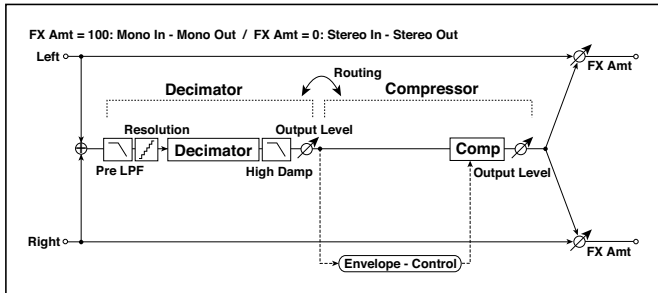 FX Amt = 100: Mono In - Mono Out / FX Amt = 0: Stereo In - Stereo Out
Left
FX Amt
Routing
Decimator
Compressor
Resolution
Output Level
Decimator
Comp
Pre LPF
High Damp
Output Level
Right
FX Amt
Envelope - Control